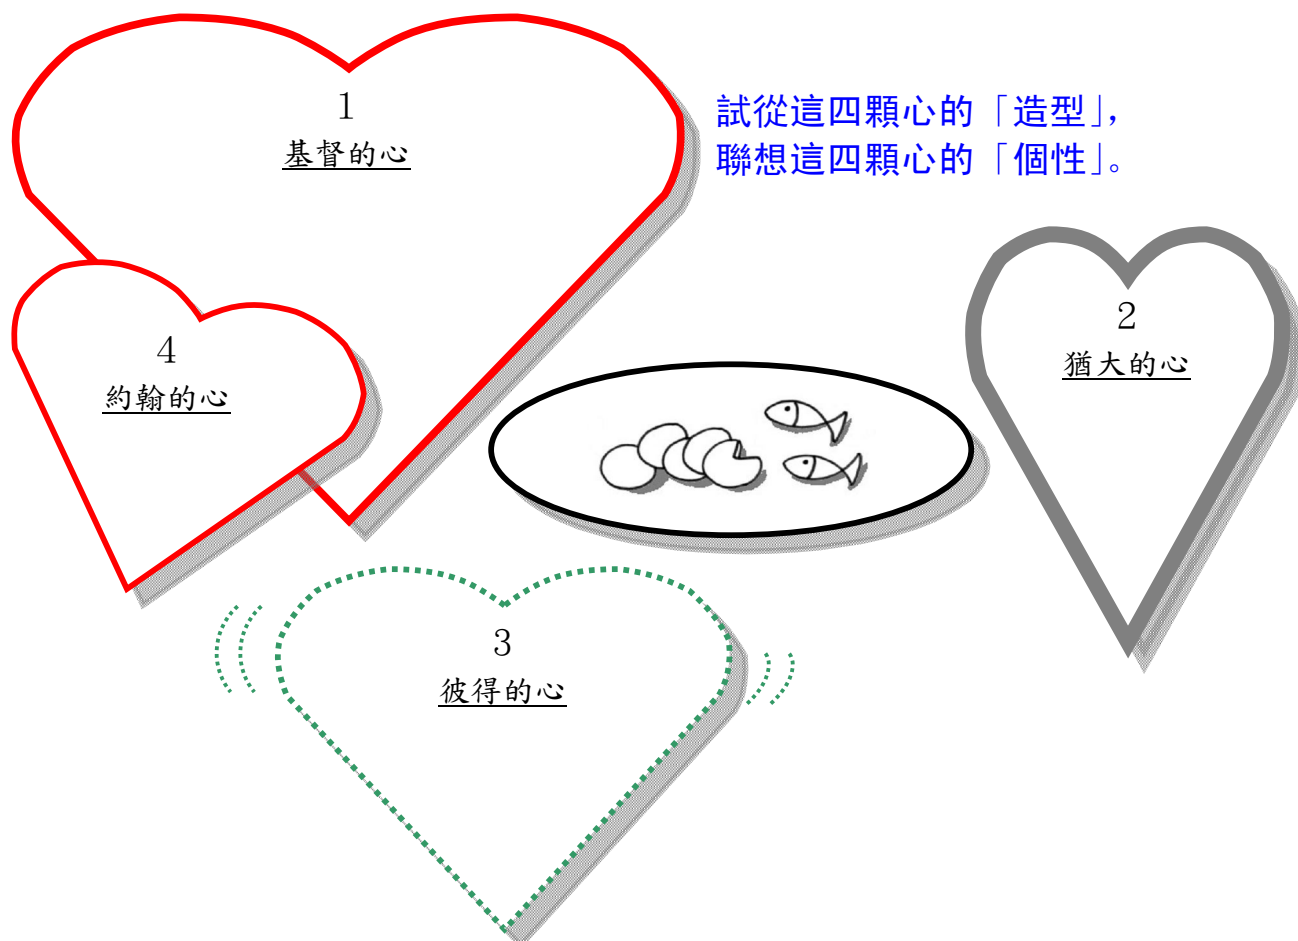 1
基督的心
試從這四顆心的「造型」,
聯想這四顆心的「個性」。
2
猶大的心
4
約翰的心
3
彼得的心